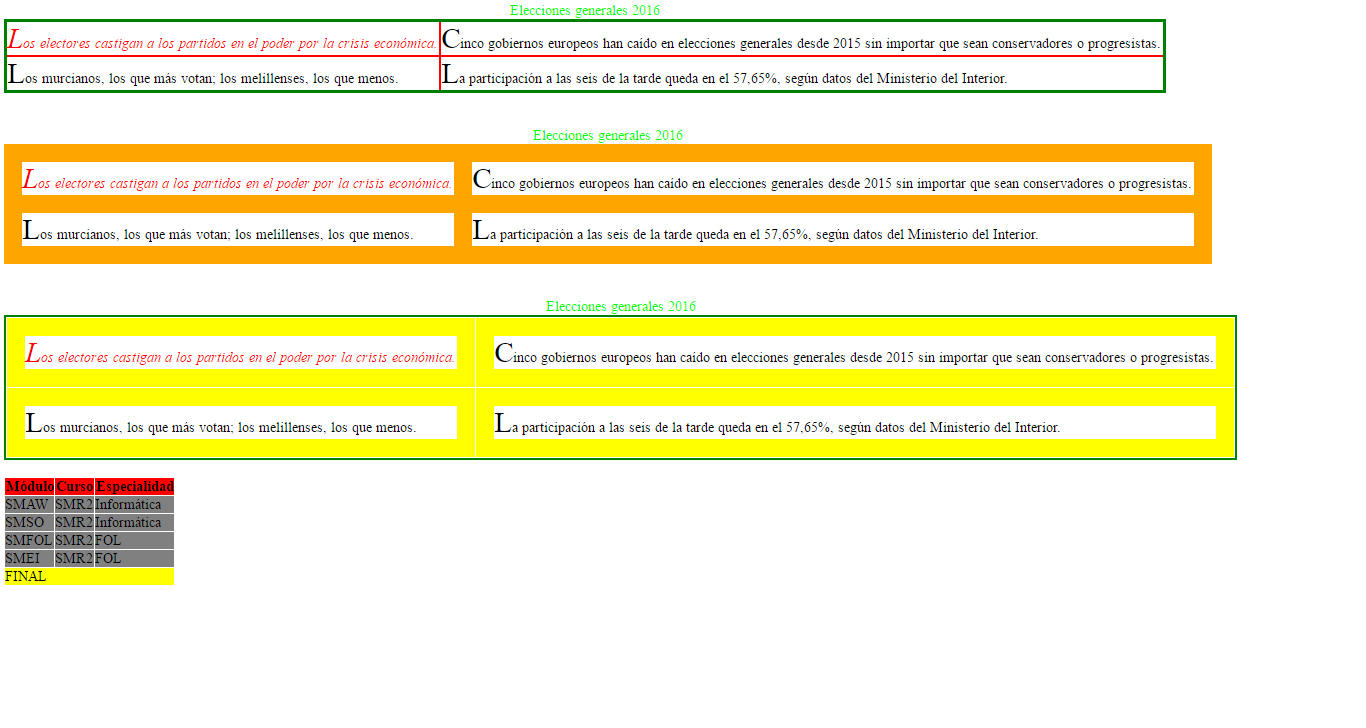 Elecciones generales 2016
Los electores castigan a los partidos en el poder por la crisis económica. Cinco gobiernos europeos han caído en elecciones generales desde 2015 sin importar que sean conservadores o progresistas.
Los murcianos, los que más votan; los melillenses, los que menos. La participación a las seis de la tarde queda en el 57,65%, según datos del Ministerio del Interior.
Elecciones generales 2016
Los electores castigan a los partidos en el poder por la crisis económica. Cinco gobiernos europeos han caído en elecciones generales desde 2015 sin importar que sean conservadores o progresistas.
Los murcianos, los que más votan; los melillenses, los que menos. La participación a las seis de la tarde queda en el 57,65%, según datos del Ministerio del Interior.
Elecciones generales 2016
Los electores castigan a los partidos en el poder por la crisis económica. Cinco gobiernos europeos han caído en elecciones generales desde 2015 sin importar que sean conservadores o progresistas.
Los murcianos, los que más votan; los melillenses, los que menos. La participación a las seis de la tarde queda en el 57,65%, según datos del Ministerio del Interior.
Módulo Curso Especialidad
SMAW SMR2 Informática
SMSO SMR2 Informática
SMFOL SMR2 FOL
SMEI SMR2 FOL
FINAL